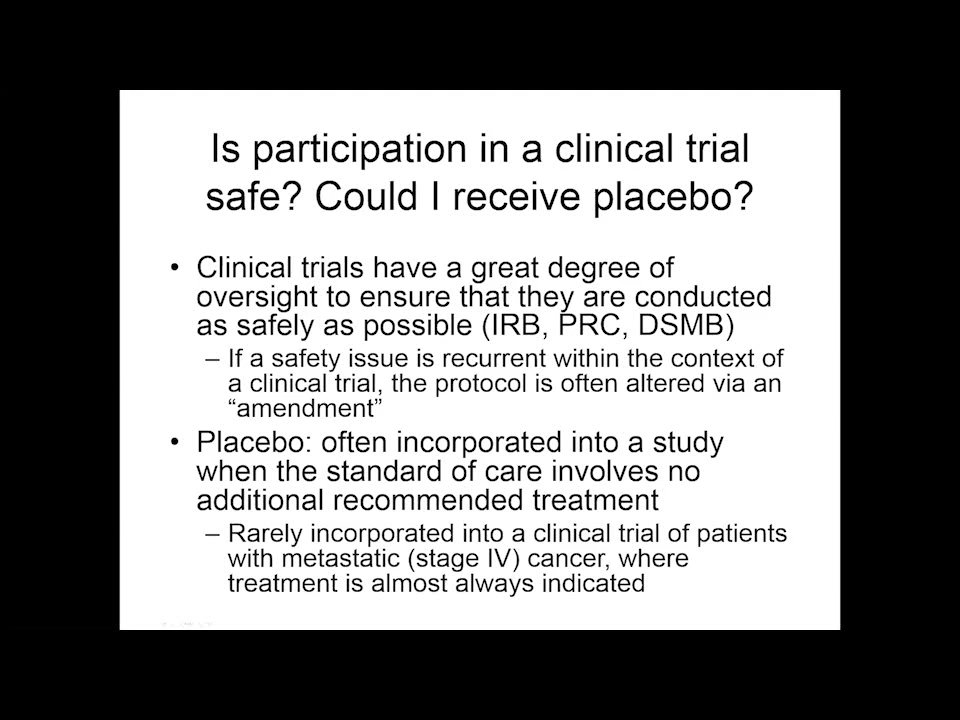 Is participation in a clinical trial
safe? Could I receive placebo?
• Clinical trials have a great degree of
oversight to ensure that they are conducted
as safely as possible (IRB, PRC, DSMB)
– If a safety issue is recurrent within the context of
a clinical trial, the protocol is often altered via an
“amendment”
• Placebo: often incorporated into a study
when the standard of care involves no
additional recommended treatment
– Rarely incorporated into a clinical trial of patients
with metastatic (stage IV) cancer, where
treatment is almost always indicated